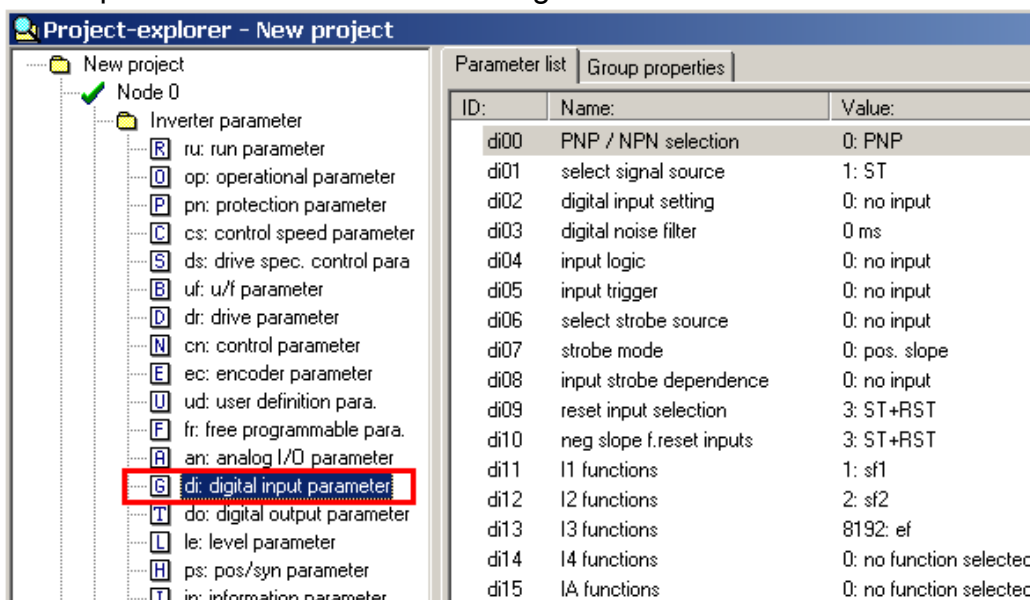 Project-explorer - New project
New project
Node 0
Inverter parameter
R ru: run parameter
O op: operational parameter
P pn: protection parameter
C cs: control speed parameter
S ds: drive spec. control para
B uf: u/f parameter
D dr: drive parameter
N cn: control parameter
E ec: encoder parameter
U ud: user definition para.
F fr: free programmable para.
A an: analog I/O parameter
G di: digital input parameter
T do: digital output parameter
L le: level parameter
H ps: pos/syn parameter
I in: information parameter
Parameter list Group properties
ID: Name: Value:
di00 PNP / NPN selection 0: PNP
di01 select signal source 1: ST
di02 digital input setting 0: no input
di03 digital noise filter 0 ms
di04 input logic 0: no input
di05 input trigger 0: no input
di06 select strobe source 0: no input
di07 strobe mode 0: pos. slope
di08 input strobe dependence 0: no input
di09 reset input selection 3: ST+RST
di10 neg slope f.reset inputs 3: ST+RST
di11 I1 functions 1: sf1
di12 I2 functions 2: sf2
di13 I3 functions 8192: ef
di14 I4 functions 0: no function selected
di15 IA functions 0: no function selected